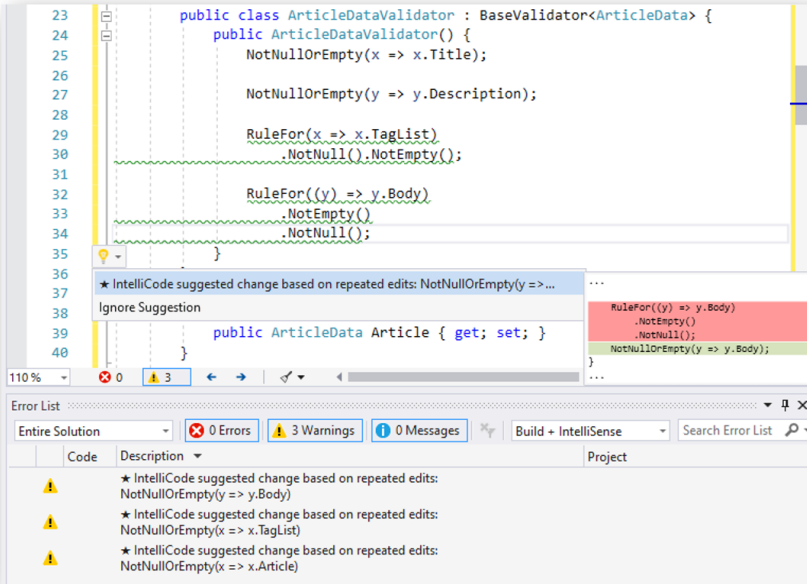 23 public class ArticleDataValidator : BaseValidator<ArticleData> {
24 public ArticleDataValidator() {
25 NotNullOrEmpty(x => x.Title);
26
27 NotNullOrEmpty(y => y.Description);
28
29 RuleFor(x => x.TagList)
30 .NotNull().NotEmpty();
31
32 RuleFor((y) => y.Body)
33 .NotEmpty()
34 .NotNull();
35 }
36
★ IntelliCode suggested change based on repeated edits: NotNullOrEmpty(y =>...
37
Ignore Suggestion
38
39 public ArticleData Article { get; set; }
40 }
...
RuleFor((y) => y.Body)
.NotEmpty()
.NotNull();
NotNullOrEmpty(y => y.Body);
}
...
110 % 0 3
Error List
Entire Solution 0 Errors 3 Warnings 0 Messages Build + IntelliSense Search Error List
Code Description Project
★ IntelliCode suggested change based on repeated edits:
NotNullOrEmpty(y => y.Body)
★ IntelliCode suggested change based on repeated edits:
NotNullOrEmpty(x => x.TagList)
★ IntelliCode suggested change based on repeated edits:
NotNullOrEmpty(x => x.Article)